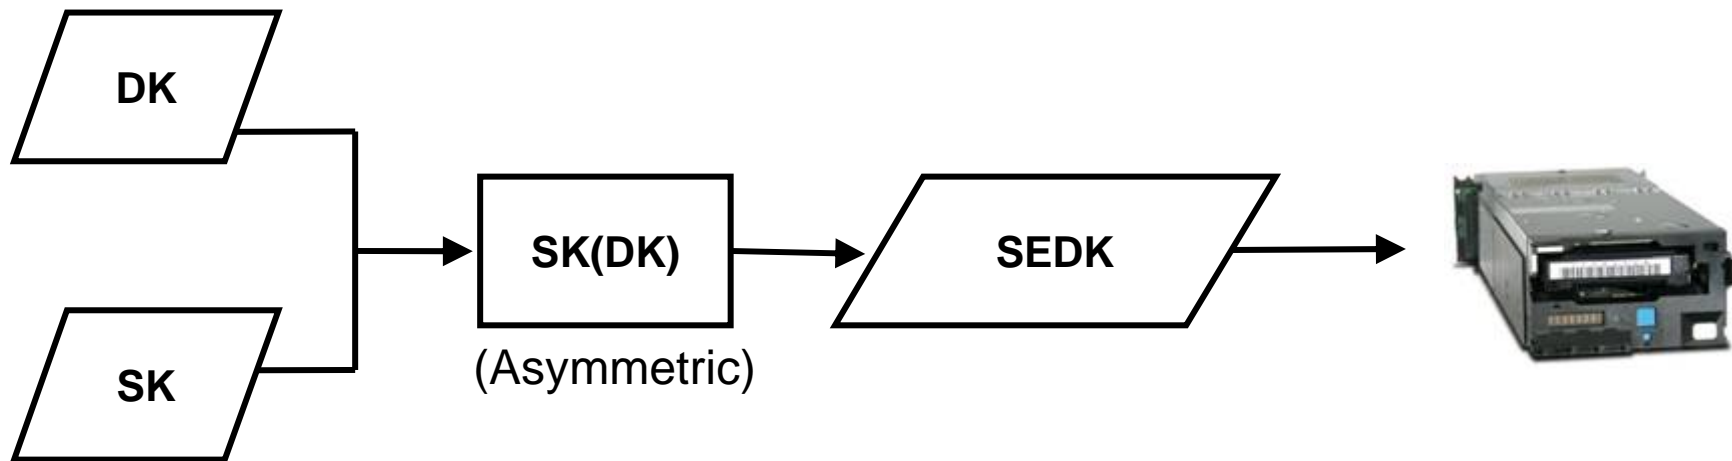 DK
SK(DK)
SEDK
SK
(Asymmetric)